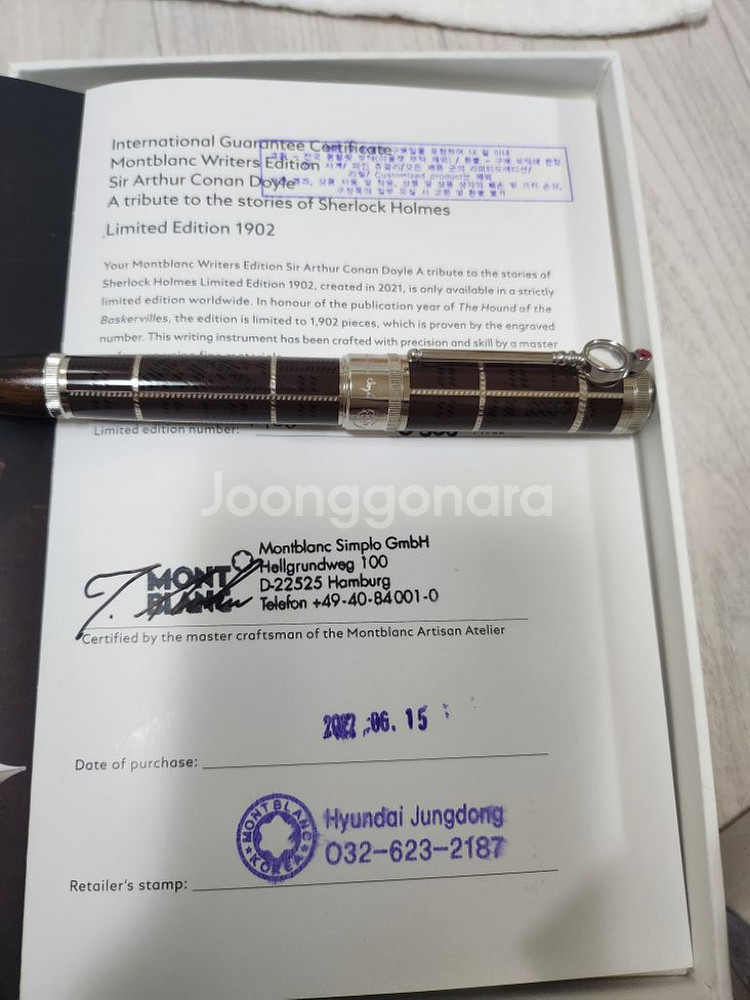 International Guarantee Certificate
Montblanc Writers Edition
Sir Arthur Conan Doyle
A tribute to the stories of Sherlock Holmes
Limited Edition 1902
Your Montblanc Writers Edition Sir Arthur Conan Doyle A tribute to the stories of
Sherlock Holmes Limited Edition 1902, created in 2021, is only available in a strictly
limited edition worldwide. In honour of the publication year of The Hound of the
Baskervilles, the edition is limited to 1,902 pieces, which is proven by the engraved
number. This writing instrument has been crafted with precision and skill by a master
Limited edition number:
Joonggonara
MONT
BLANC
Montblanc Simplo GmbH
Hellgrundweg 100
D-22525 Hamburg
Telefon +49-40-84001-0
Certified by the master craftsman of the Montblanc Artisan Atelier
06. 15
Date of purchase:
MONTBLANC
KOREA
Hyundai Jungdong
032-623-2187
Retailer's stamp: